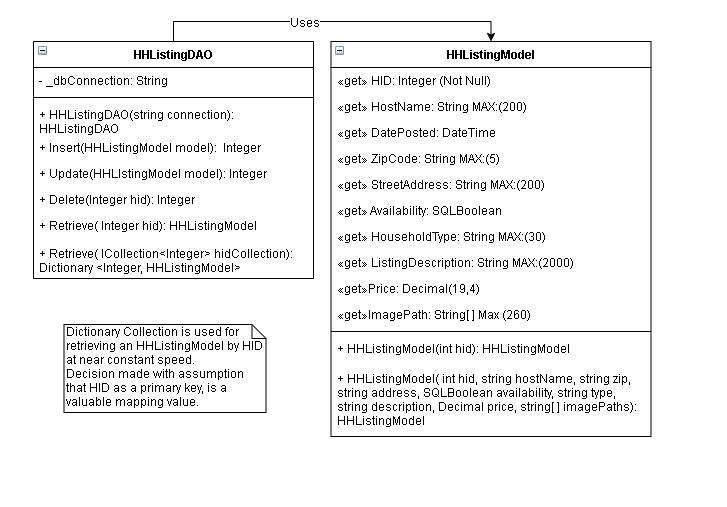 Uses
HHListingDAO
- _dbConnection: String
+ HHListingDAO(string connection):
HHListingDAO
+ Insert(HHListingModel model):  Integer
+ Update(HHLIstingModel model): Integer
+ Delete(Integer hid): Integer
+ Retrieve( Integer hid): HHListingModel
+ Retrieve( ICollection<Integer> hidCollection):
Dictionary <Integer, HHListingModel>
Dictionary Collection is used for
retrieving an HHListingModel by HID
at near constant speed.
Decision made with assumption
that HID as a primary key, is a
valuable mapping value.
HHListingModel
«get» HID: Integer (Not Null)
«get» HostName: String MAX:(200)
«get» DatePosted: DateTime
«get» ZipCode: String MAX:(5)
«get» StreetAddress: String MAX:(200)
«get» Availability: SQLBoolean
«get» HouseholdType: String MAX:(30)
«get» ListingDescription: String MAX:(2000)
«get»Price: Decimal(19,4)
«get»ImagePath: String[ ] Max (260)
+ HHListingModel(int hid): HHListingModel
+ HHListingModel( int hid, string hostName, string zip,
string address, SQLBoolean availability, string type,
string description, Decimal price, string[ ] imagePaths):
HHListingModel